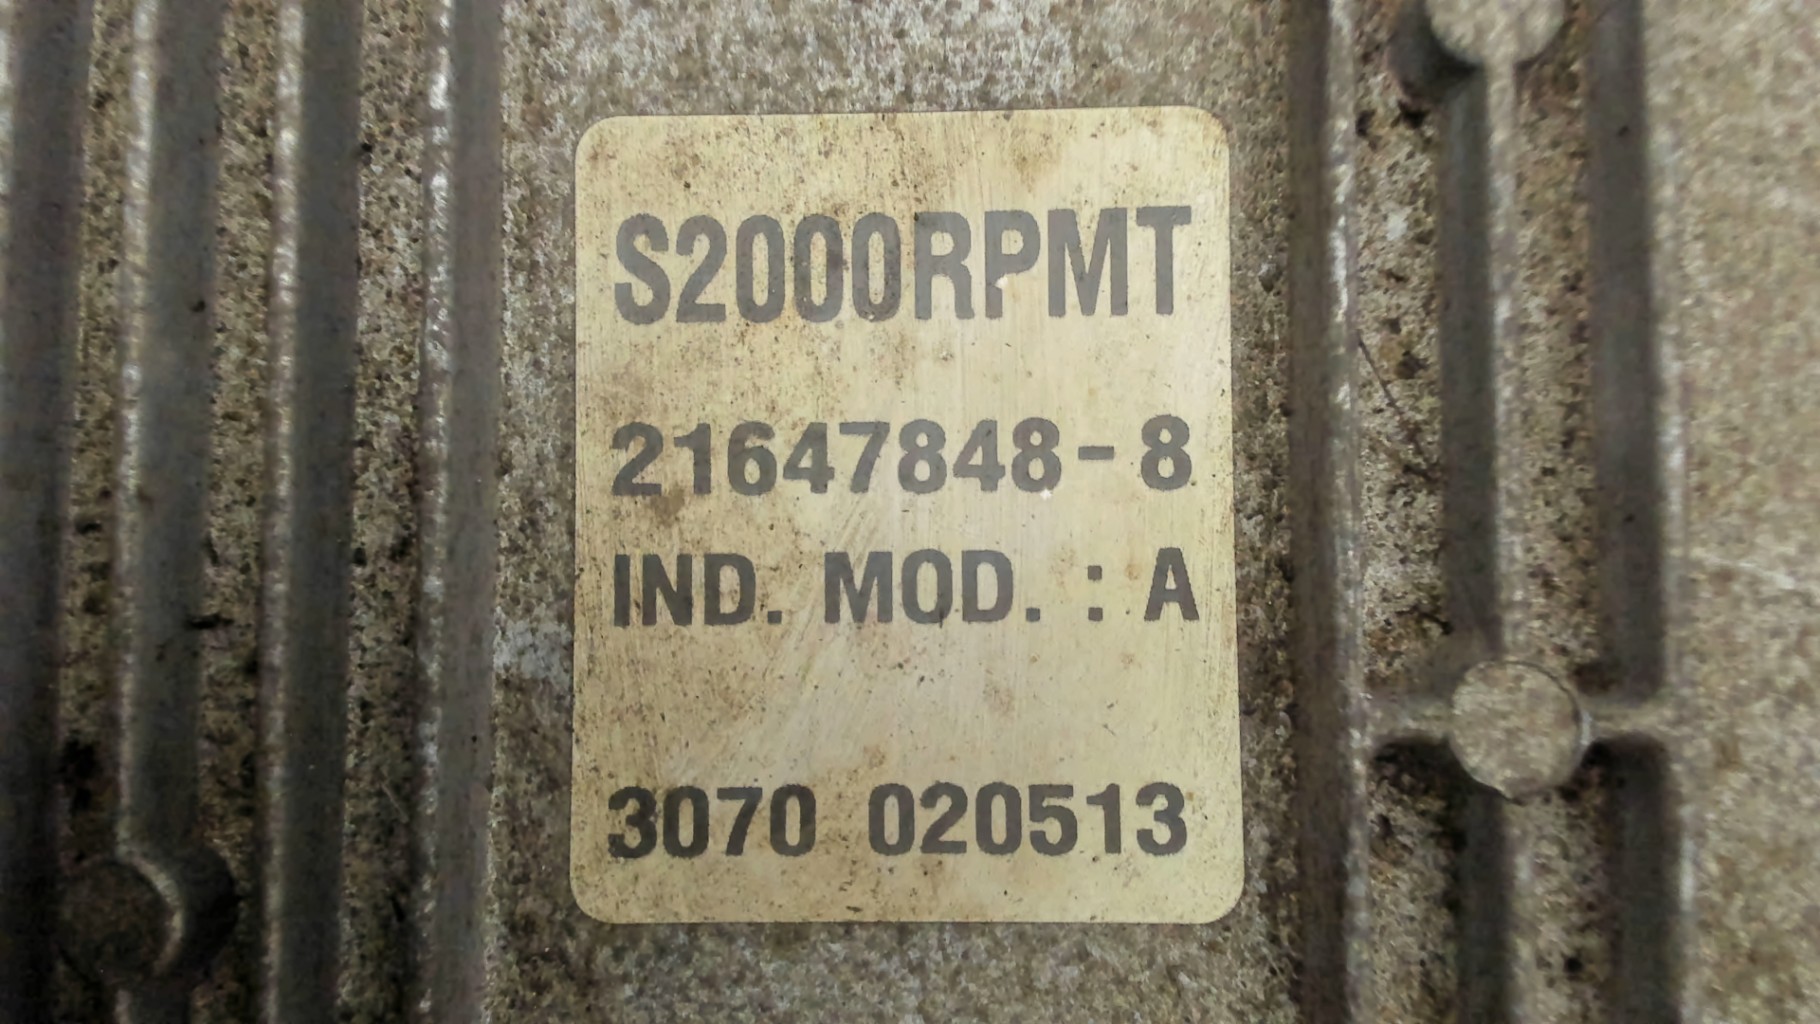 S2000RPMT
21647848-8
IND. MOD. : A
3070 020513